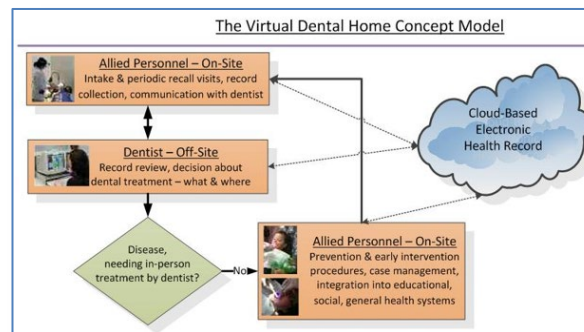 The Virtual Dental Home Concept Model
Allied Personnel – On-Site
Intake & periodic recall visits, record
collection, communication with dentist
Cloud-Based
Electronic
Health Record
Dentist – Off-Site
Record review, decision about
dental treatment – what & where
Disease,
needing in-person
treatment by dentist?
No
Allied Personnel – On-Site
Prevention & early intervention
procedures, case management,
integration into educational,
social, general health systems